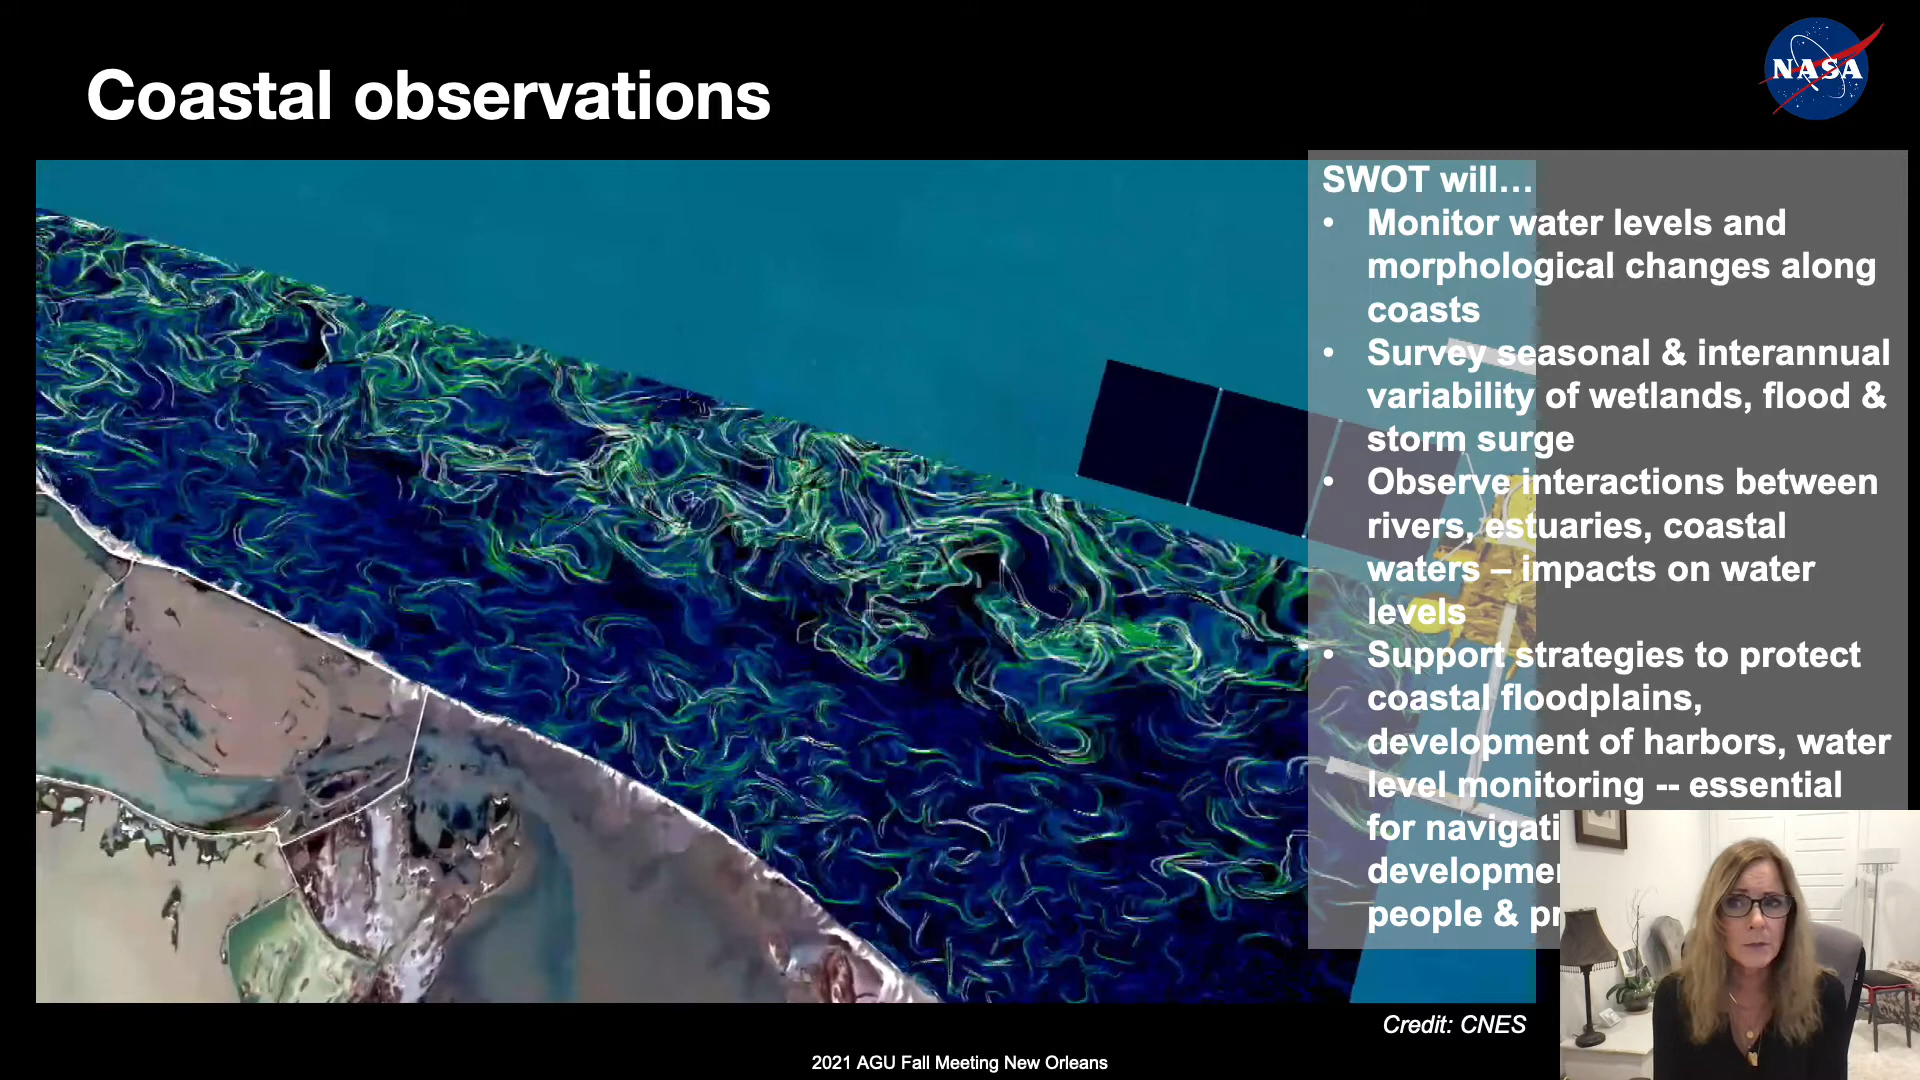 Coastal observations
NASA
SWOT will...
• Monitor water levels and
morphological changes along
coasts
• Survey seasonal & interannual
variability of wetlands, flood &
storm surge
• Observe interactions between
rivers, estuaries, coastal
waters – impacts on water
levels
• Support strategies to protect
coastal floodplains,
development of harbors, water
level monitoring -- essential
for
people &
Credit: CNES
2021 AGU Fall Meeting New Orleans